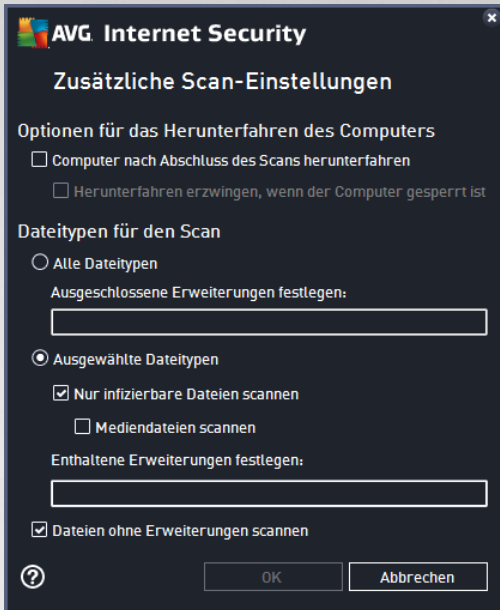 AVG Internet Security
Zusätzliche Scan-Einstellungen
Optionen für das Herunterfahren des Computers
Computer nach Abschluss des Scans herunterfahren
Herunterfahren erzwingen, wenn der Computer gesperrt ist
Dateitypen für den Scan
Alle Dateitypen
Ausgeschlossene Erweiterungen festlegen:
Ausgewählte Dateitypen
Nur infizierbare Dateien scannen
Mediendateien scannen
Enthaltene Erweiterungen festlegen:
Dateien ohne Erweiterungen scannen
? OK Abbrechen